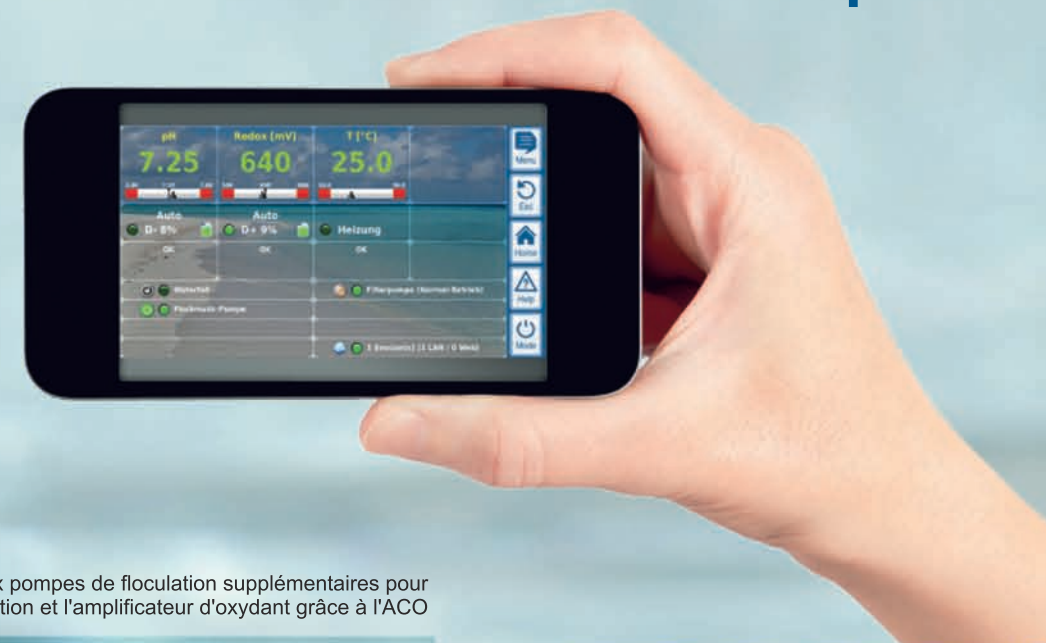 pH Redox [mV] T [°C]
7.25 640 25.0
Menu
Esc
Auto Auto
D- 8% D+ 9% Heizung
OK OK OK
Home
Wasserfall Filterpumpe (Normal-Betrieb)
Help
Flockmatic Pumpe
Mode
x pompes de floculation supplémentaires pour
tion et l'amplificateur d'oxydant grâce à l'ACO